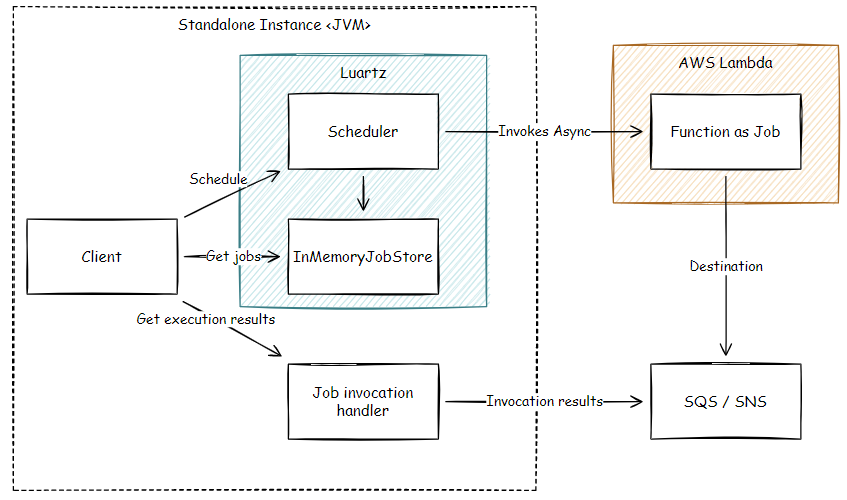 Standalone Instance <JVM>
Luartz
AWS Lambda
Scheduler
Invokes Async
Function as Job
Schedule
Client
Get jobs
InMemoryJobStore
Destination
Get execution results
Job invocation
handler
Invocation results
SQS / SNS